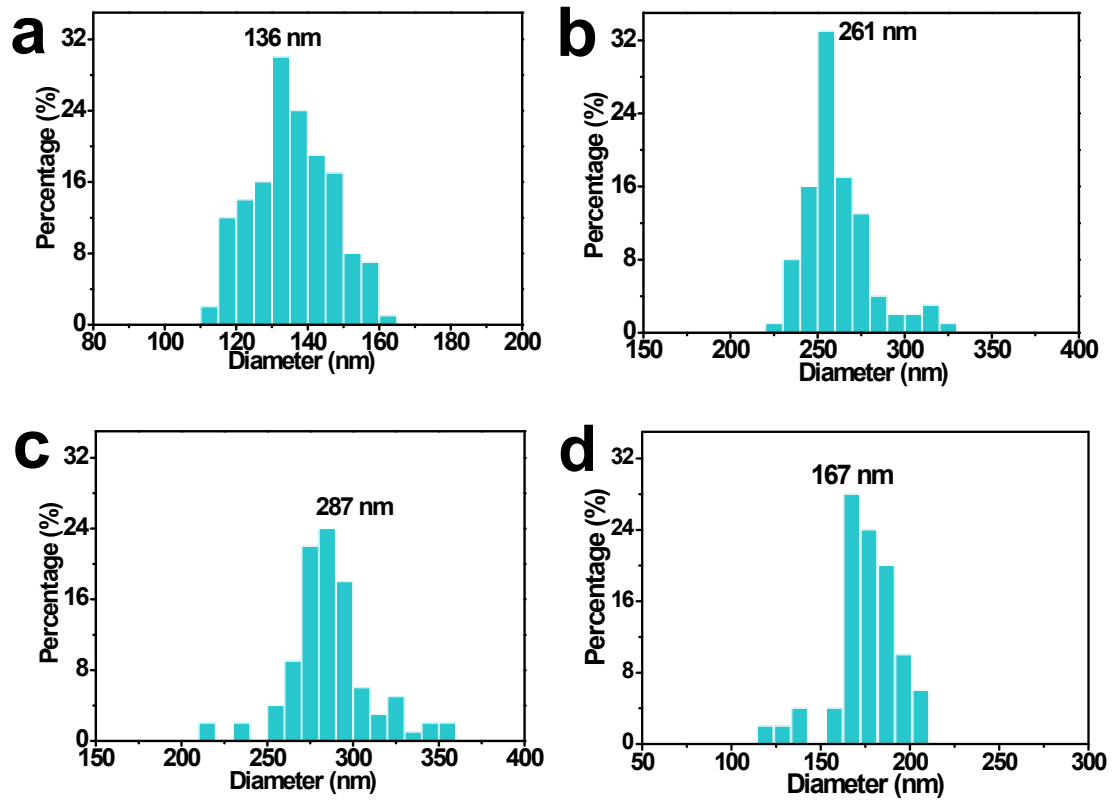 a
136 nm
Percentage (%)
32
24
16
8
0
80 100 120 140 160 180 200
Diameter (nm)
b
261 nm
Percentage (%)
32
24
16
8
0
150 200 250 300 350 400
Diameter (nm)
c
287 nm
Percentage (%)
32
24
16
8
0
150 200 250 300 350 400
Diameter (nm)
d
167 nm
Percentage (%)
32
24
16
8
0
50 100 150 200 250 300
Diameter (nm)